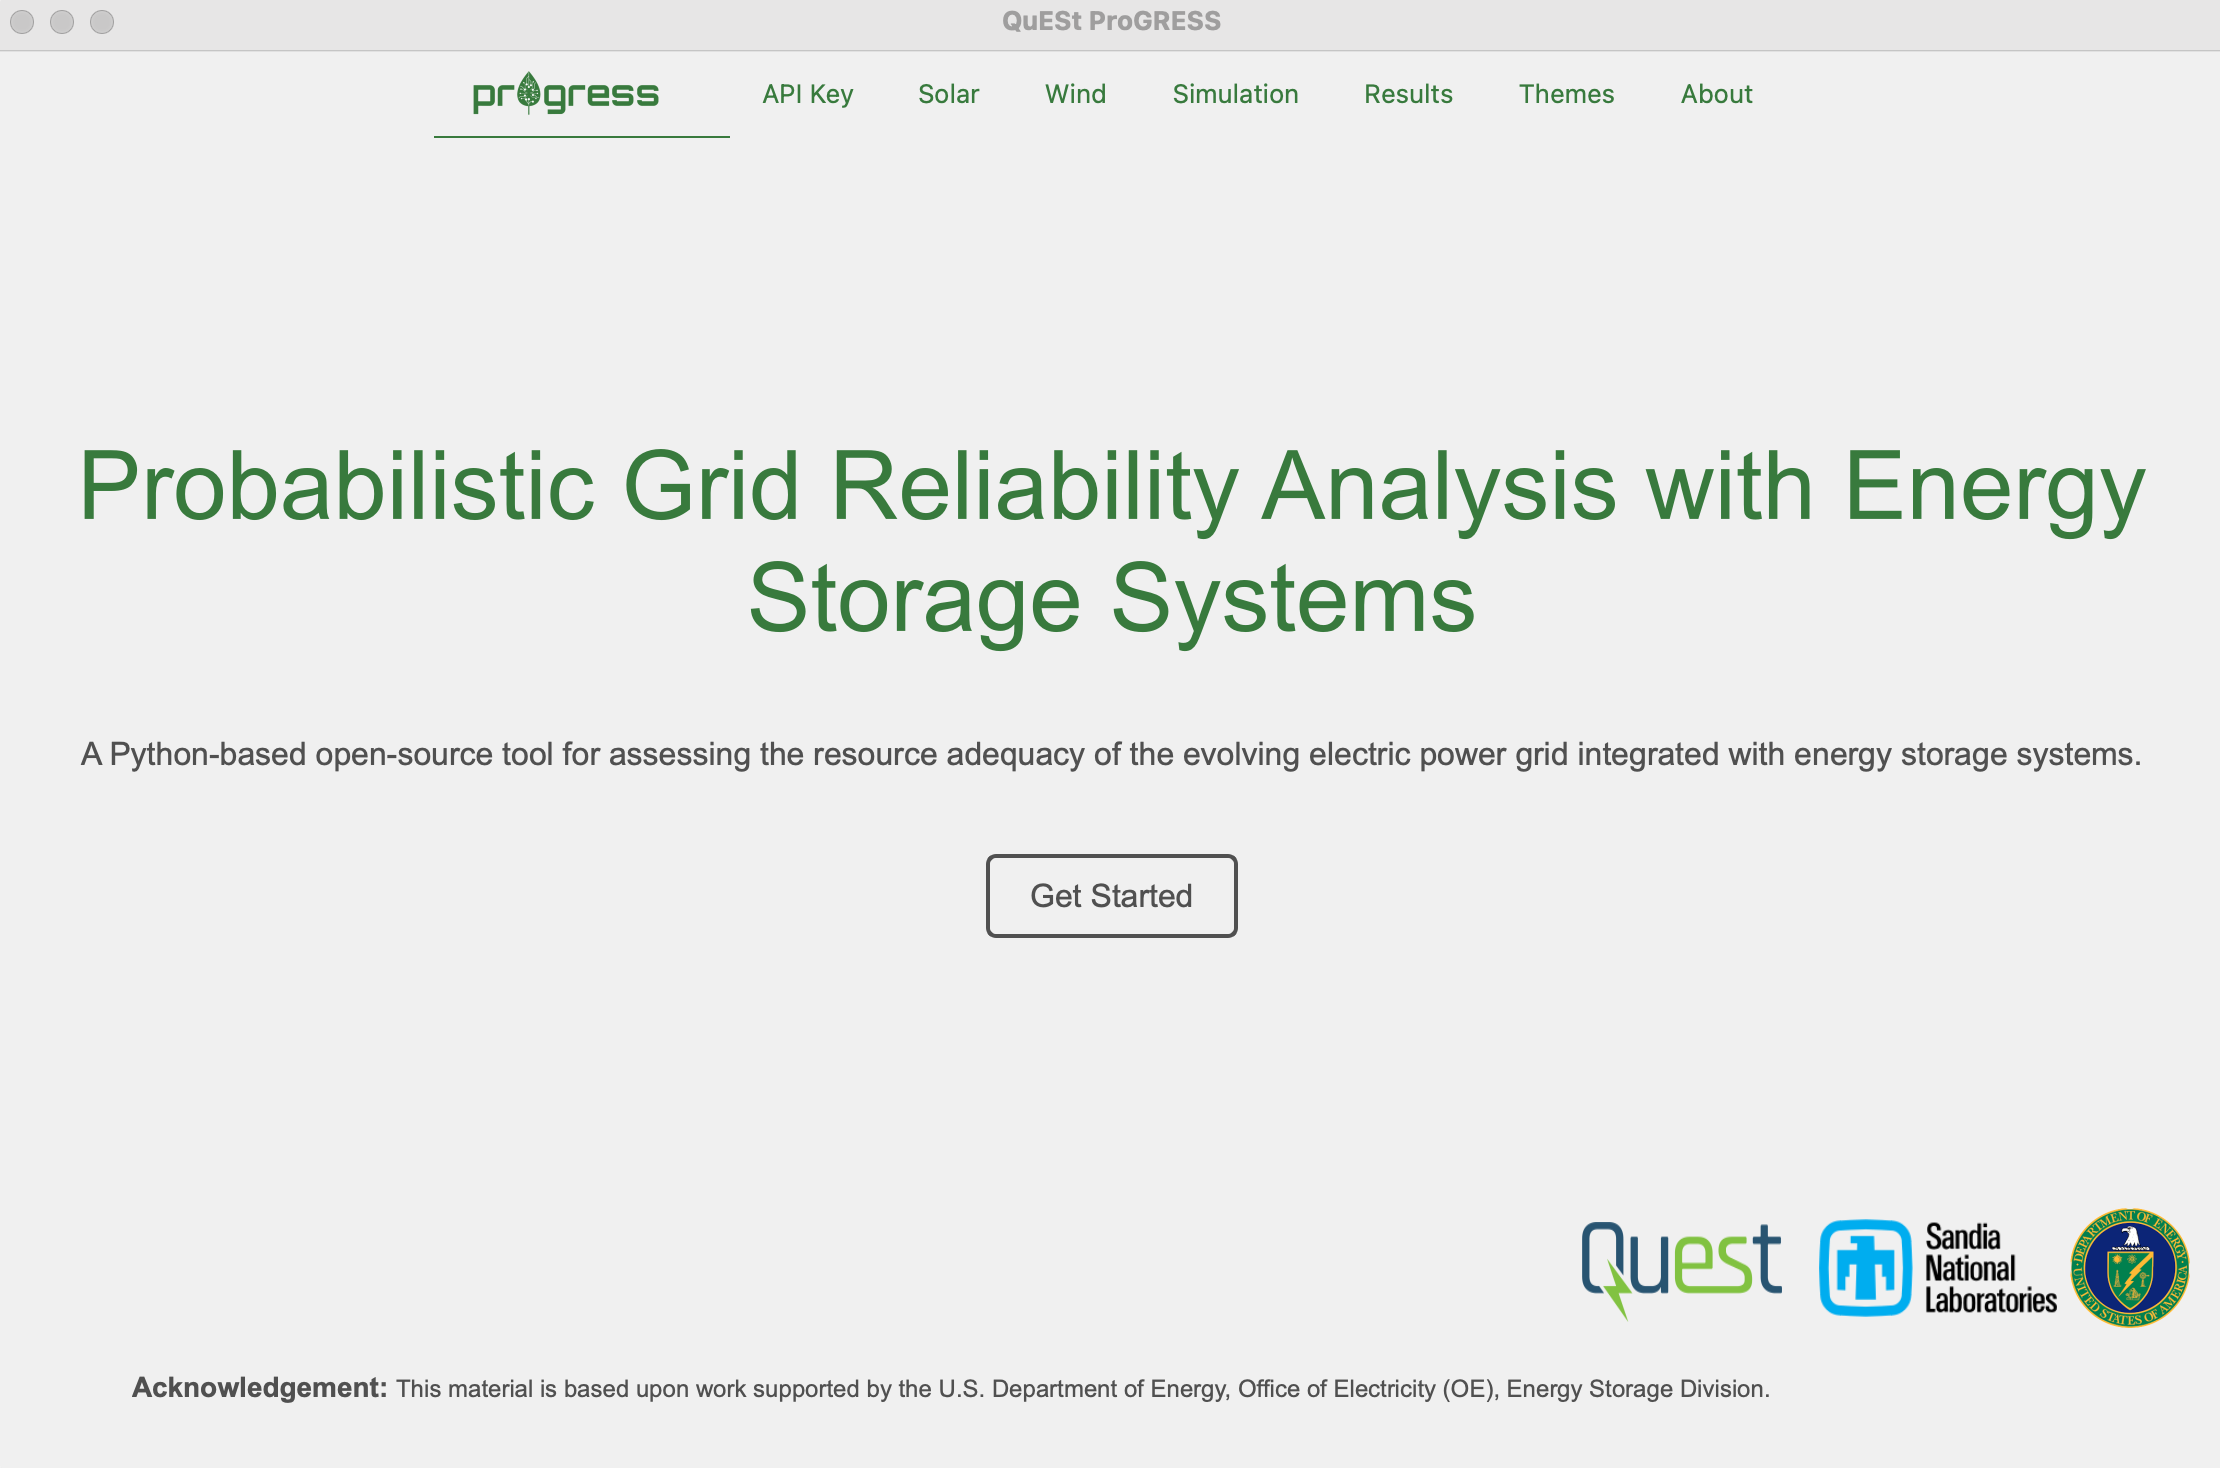 QuESt ProGRESS
progress API Key Solar Wind Simulation Results Themes About
Probabilistic Grid Reliability Analysis with Energy
Storage Systems
A Python-based open-source tool for assessing the resource adequacy of the evolving electric power grid integrated with energy storage systems.
Get Started
Quest
Sandia
National
Laboratories
DEPARTMENT OF ENERGY
UNITED STATES OF AMERICA
Acknowledgement: This material is based upon work supported by the U.S. Department of Energy, Office of Electricity (OE), Energy Storage Division.